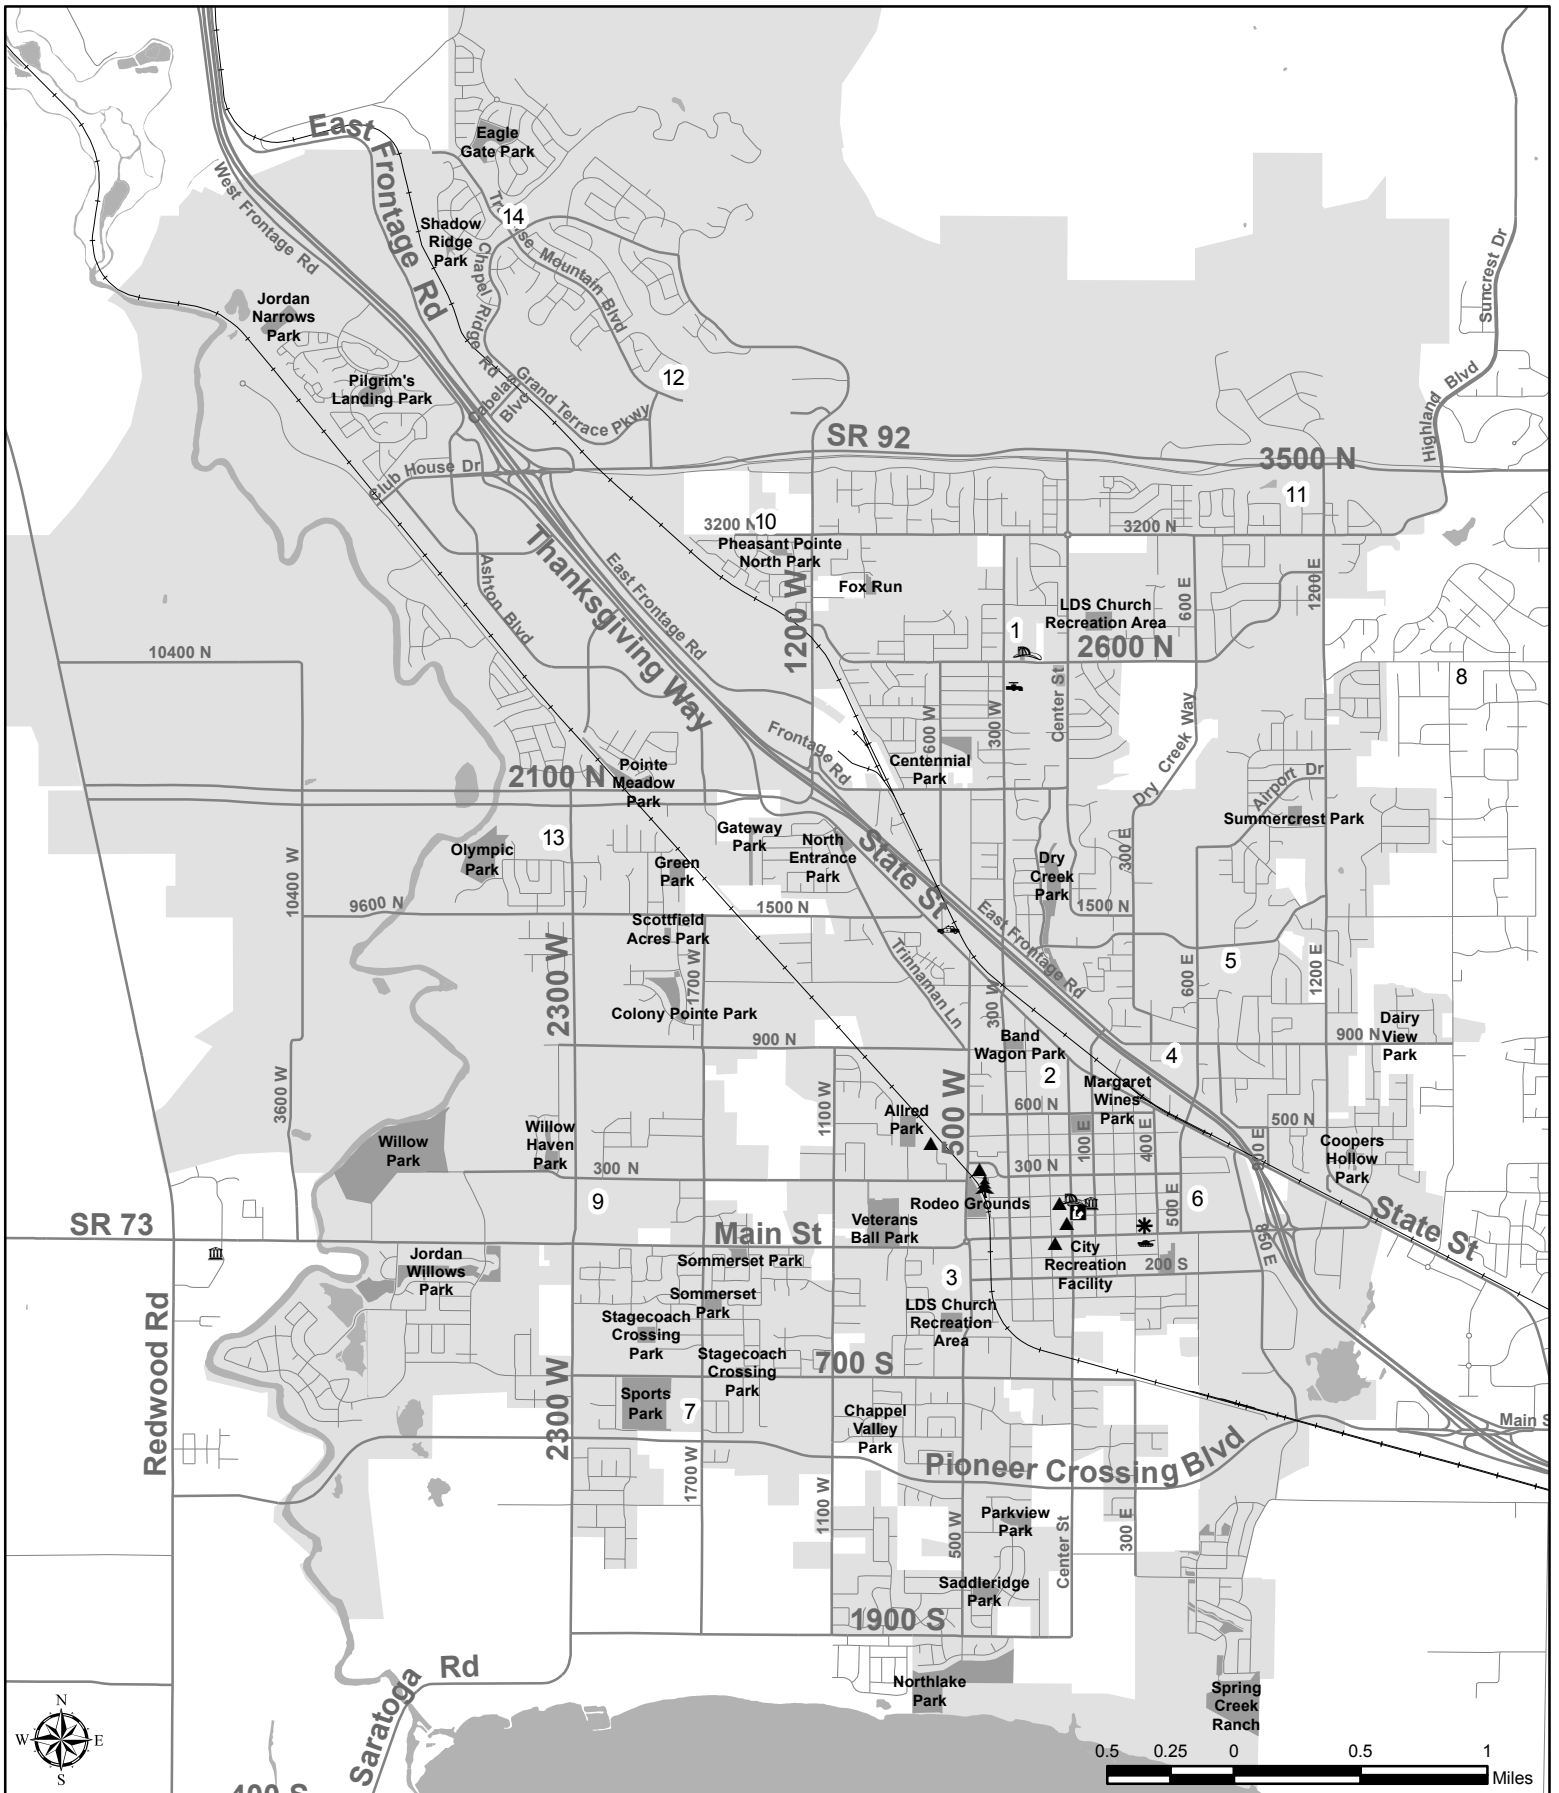 East
Frontage
Rd
Eagle
Gate Park
West Frontage Rd
14
Mountain Blvd
Shadow
Ridge
Park
Chapel Ridge Rd
Suncrest Dr
Jordan
Narrows
Park
12
Pilgrim's
Landing Park
Grand Terrace Pkwy
Highland Blvd
SR 92
3500 N
Club House Dr
11
3200 N
10
3200 N
Pheasant Pointe
North Park
Thanksgiving Way
East Frontage Rd
Ashton Blvd
1200 W
Fox Run
LDS Church
Recreation Area
600 E
1200 E
1
2600 N
10400 N
8
Center St
600 W
300 W
Dry Creek Way
Frontage Rd
Centennial
Park
2100 N
Pointe
Meadow
Park
Airport Dr
Summercrest Park
Gateway
Park
North
Entrance
Park
State St
13
Olympic
Park
Green
Park
Dry
Creek
Park
300 E
10400 W
9600 N
1500 N
1500 N
Scottfield
Acres Park
East Frontage Rd
Trinnaman Ln
2300 W
1700 W
5
600 E
1200 E
Colony Pointe Park
300 W
900 N
Band
Wagon Park
4
900 N
Dairy
View
Park
2
Margaret
Wines
Park
3600 W
1100 W
500 W
600 N
Allred
Park
500 N
Willow
Park
Willow
Haven
Park
100 E
400 E
Coopers
Hollow
Park
300 N
300 N
9
Rodeo Grounds
500 E
6
SR 73
Main St
Veterans
Ball Park
State St
850 E
Jordan
Willows
Park
Sommerset Park
City
Recreation
Facility
200 S
3
Sommerset
Park
LDS Church
Recreation
Area
Stagecoach
Crossing
Park
Redwood Rd
Stagecoach
Crossing
Park
700 S
2300 W
Sports
Park
7
Chappel
Valley
Park
Main S
Pioneer Crossing Blvd
1700 W
1100 W
Parkview
Park
500 W
Center St
300 E
Saddleridge
Park
1900 S
Saratoga
Rd
Northlake
Park
Spring
Creek
Ranch
N
W
E
S
0.5
0.25
0
0.5
1
Miles